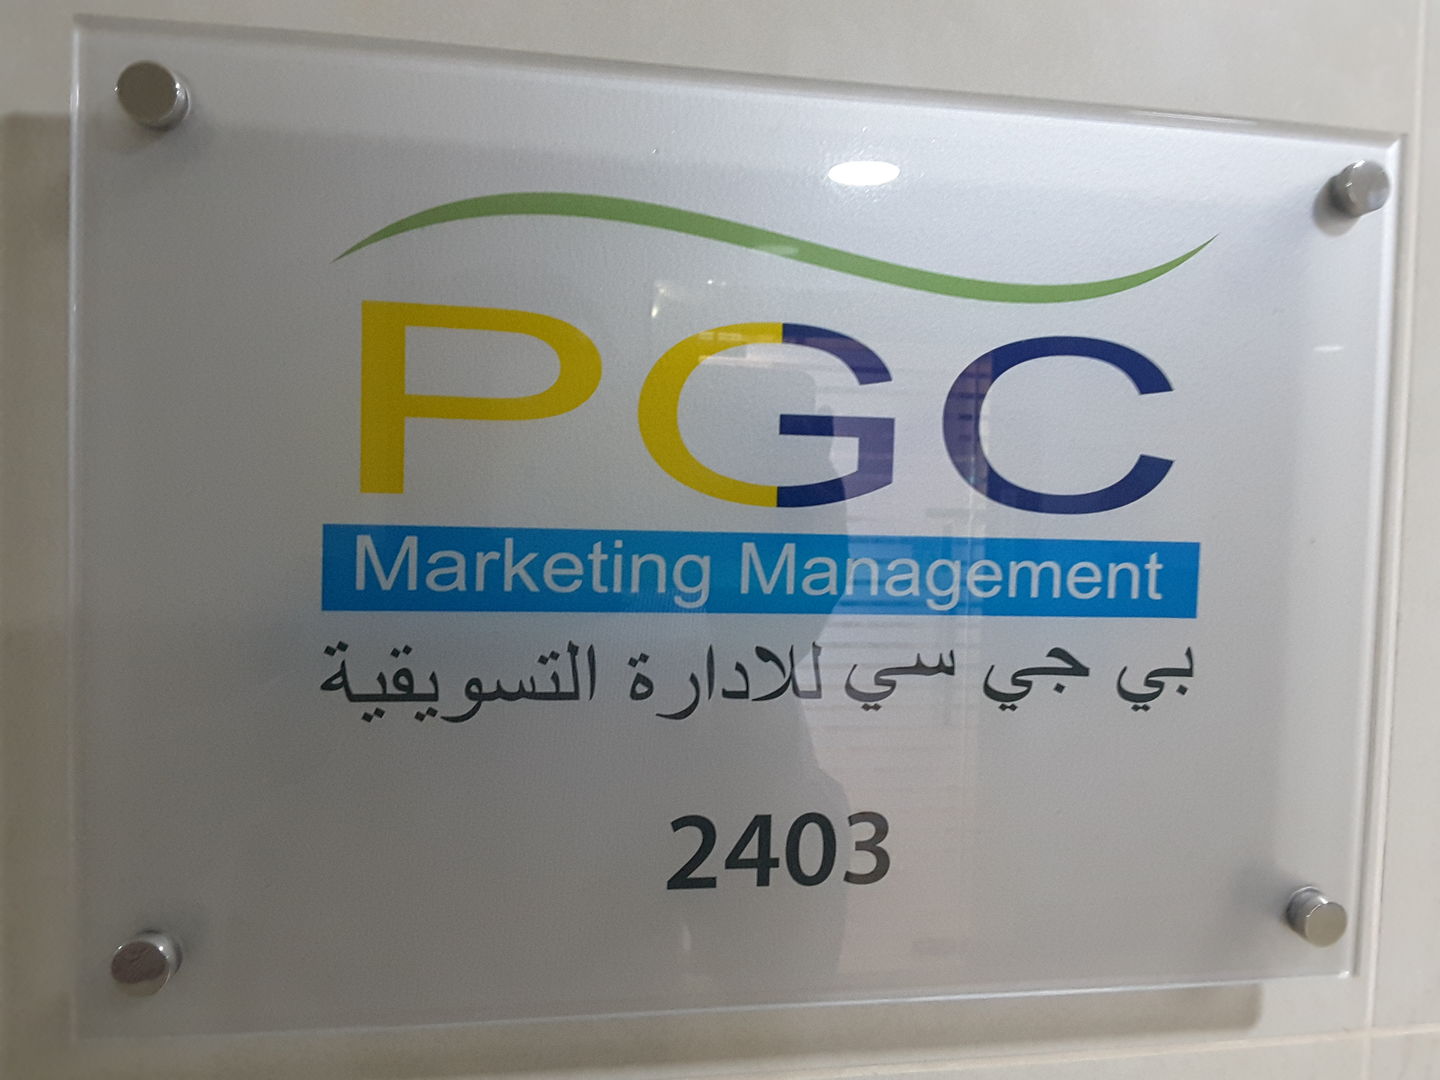 PGC
Marketing Management
بي جي سي للادارة التسويقية
2403